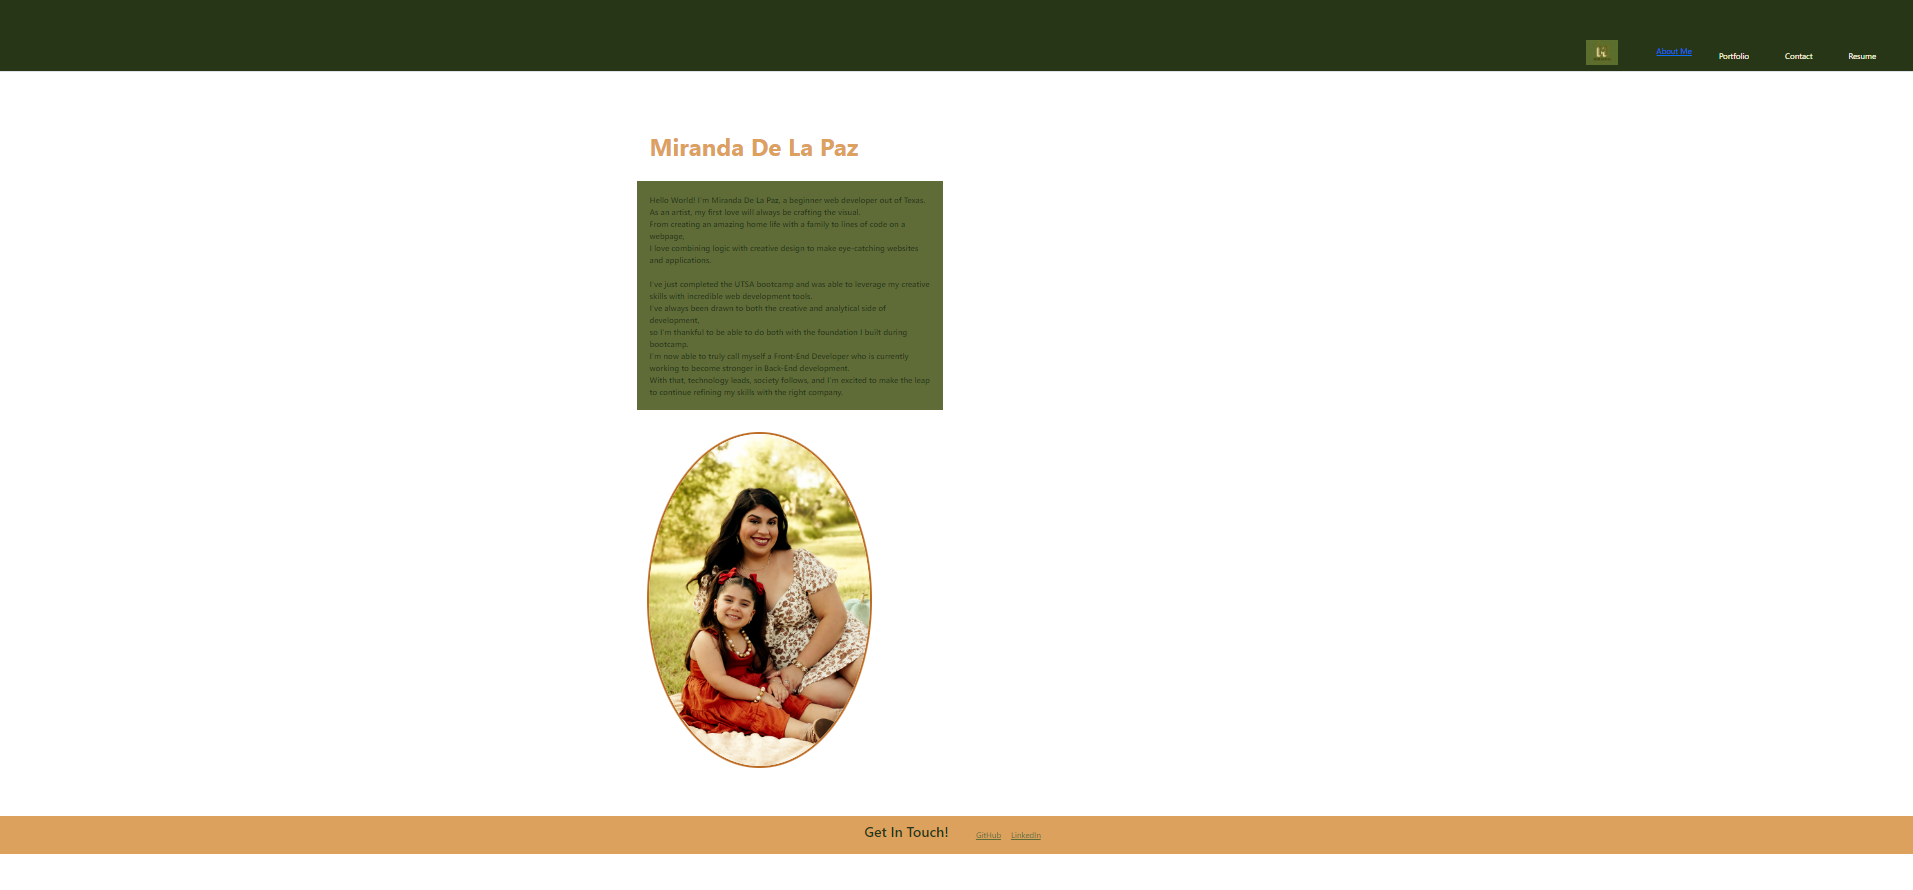 About Me
Portfolio
Contact
Resume
Miranda De La Paz
Hello World! I'm Miranda De La Paz, a beginner web developer out of Texas.
As an artist, my first love will always be crafting the visual.
From creating an amazing home life with a family to lines of code on a
webpage,
I love combining logic with creative design to make eye-catching websites
and applications.
I've just completed the UTSA bootcamp and was able to leverage my creative
skills with incredible web development tools.
I've always been drawn to both the creative and analytical side of
development,
so I'm thankful to be able to do both with the foundation I built during
bootcamp.
I'm now able to truly call myself a Front-End Developer who is currently
working to become stronger in Back-End development.
With that, technology leads, society follows, and I'm excited to make the leap
to continue refining my skills with the right company.
Get In Touch!
GitHub
LinkedIn